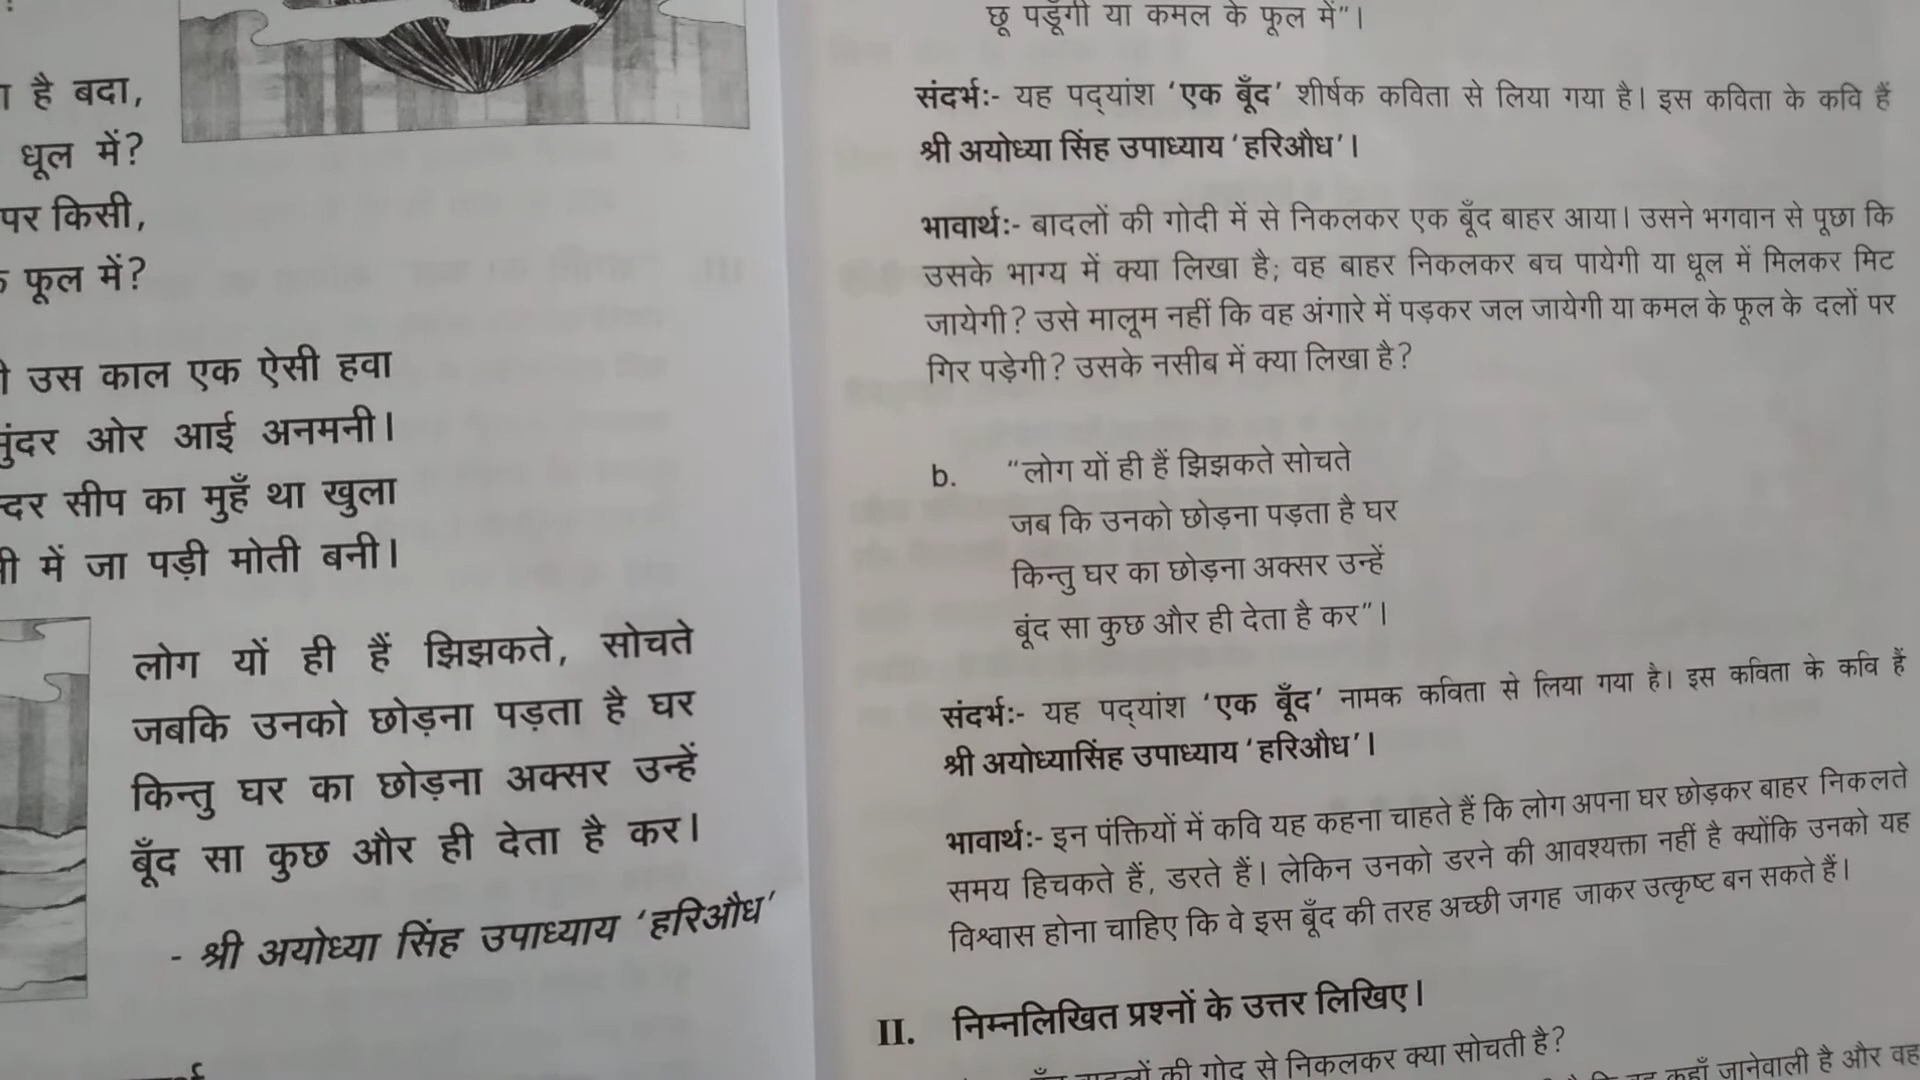 है बदा,
धूल में?
पर किसी,
फूल में?
उस काल एक ऐसी हवा
ओर आई अनमनी।
सीप का मुहँ था खुला
में जा पड़ी मोती बनी।
लोग यों ही हैं झिझकते, सोचते
जबकि उनको छोड़ना पड़ता है घर
किन्तु घर का छोड़ना अक्सर उन्हें
बूँद सा कुछ और ही देता है कर।
- श्री अयोध्या सिंह उपाध्याय ‘हरिऔध’
छू पड़ूँगी या कमल के फूल में”।
संदर्भः- यह पद्‌यांश ‘एक बूँद’ शीर्षक कविता से लिया गया है। इस कविता के कवि हैं
श्री अयोध्या सिंह उपाध्याय ‘हरिऔध’।
भावार्थः- बादलों की गोदी में से निकलकर एक बूँद बाहर आया। उसने भगवान से पूछा कि
उसके भाग्य में क्या लिखा है; वह बाहर निकलकर बच पायेगी या धूल में मिलकर मिट
जायेगी? उसे मालूम नहीं कि वह अंगारे में पड़कर जल जायेगी या कमल के फूल के दलों पर
गिर पड़ेगी? उसके नसीब में क्या लिखा है?
b. “लोग यों ही हैं झिझकते सोचते
जब कि उनको छोड़ना पड़ता है घर
किन्तु घर का छोड़ना अक्सर उन्हें
बूंद सा कुछ और ही देता है कर”।
संदर्भः- यह पद्‌यांश ‘एक बूँद’ नामक कविता से लिया गया है। इस कविता के कवि हैं
श्री अयोध्यासिंह उपाध्याय ‘हरिऔध’।
भावार्थः- इन पंक्तियों में कवि यह कहना चाहते हैं कि लोग अपना घर छोड़कर बाहर निकलते
समय हिचकते हैं, डरते हैं। लेकिन उनको डरने की आवश्यक्ता नहीं है क्योंकि उनको यह
विश्वास होना चाहिए कि वे इस बूँद की तरह अच्छी जगह जाकर उत्कृष्ट बन सकते हैं।
II. निम्नलिखित प्रश्नों के उत्तर लिखिए।
की गोद से निकलकर क्या सोचती है?
कहाँ जानेवाली है और वह